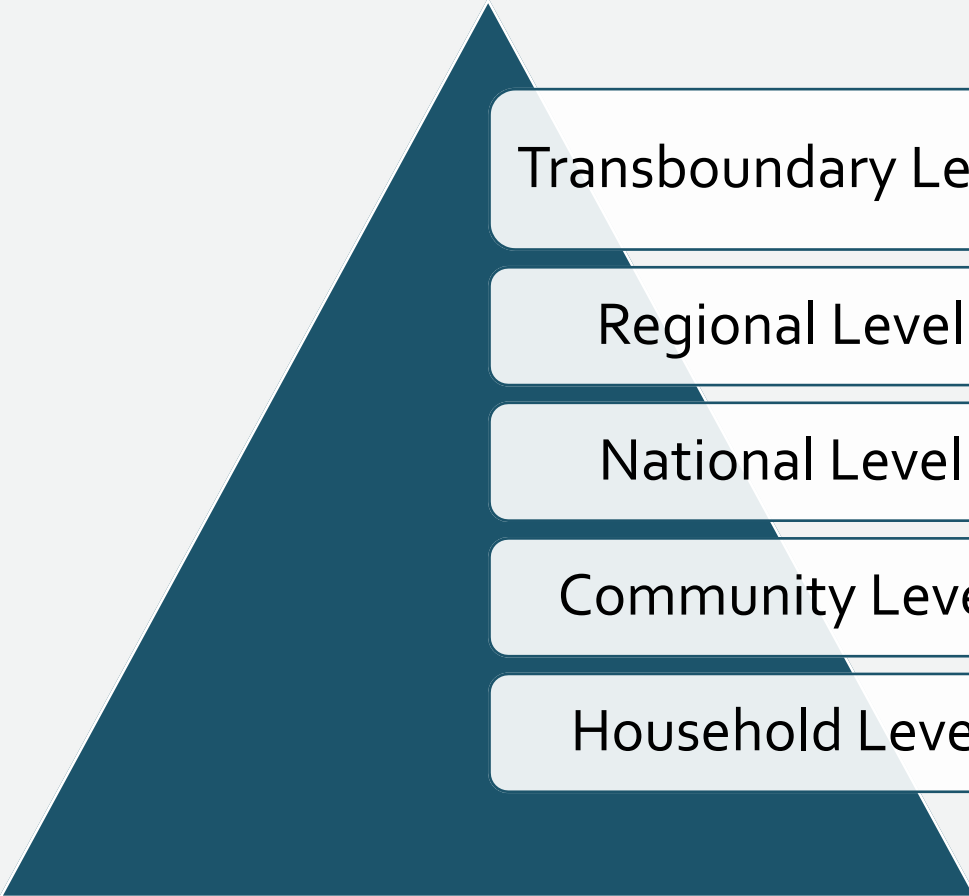 Transboundary Le
Regional Level
National Level
Community Leve
Household Leve